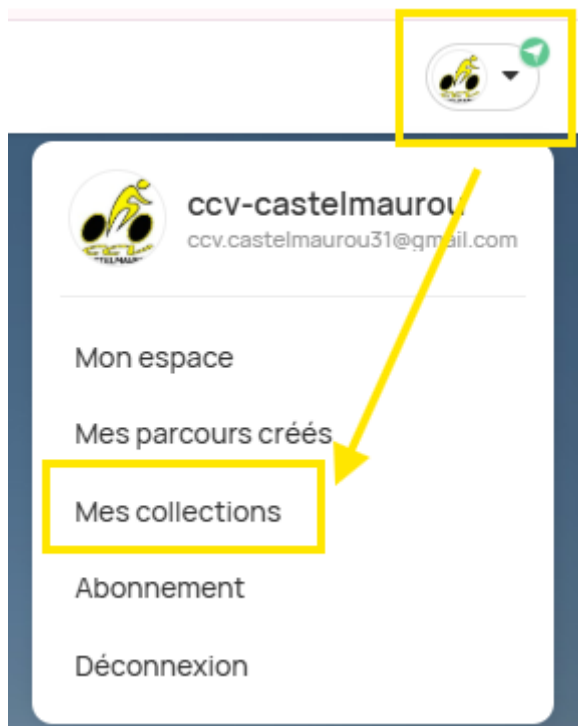 ccv-castelmaurou
ccv.castelmaurou31@gmail.com
Mon espace
Mes parcours créés
Mes collections
Abonnement
Déconnexion